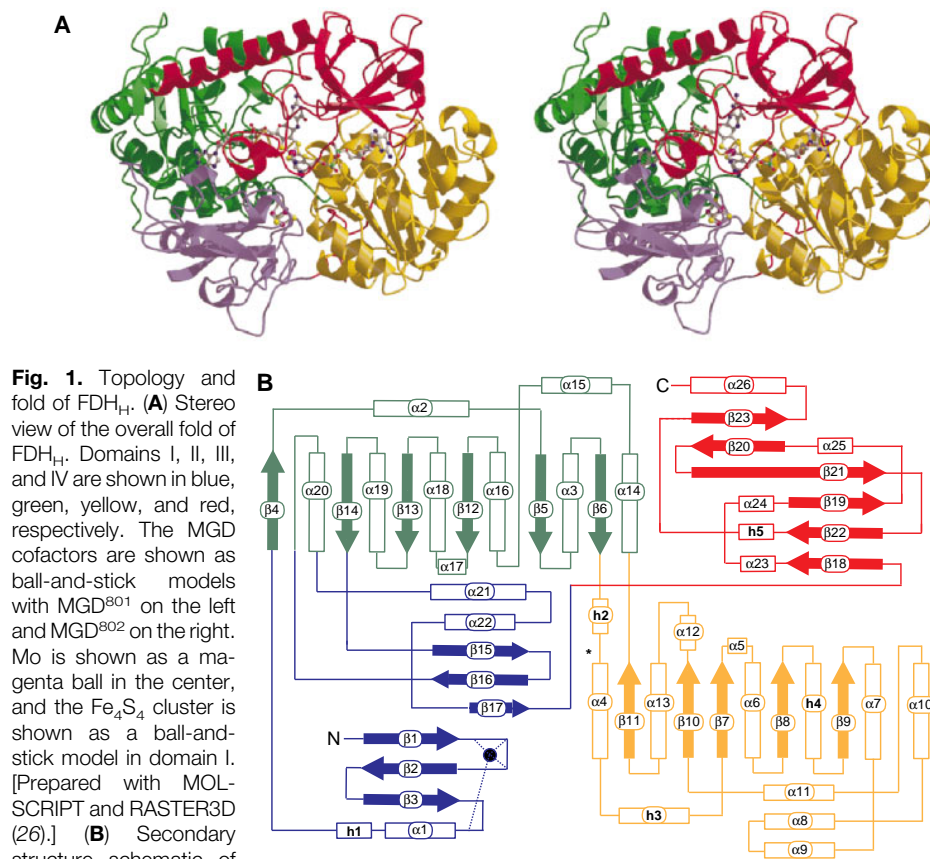 A
Fig. 1. Topology and
fold of FDHH. (A) Stereo
view of the overall fold of
FDHH. Domains I, II, III,
and IV are shown in blue,
green, yellow, and red,
respectively. The MGD
cofactors are shown as
ball-and-stick models
with MGD801 on the left
and MGD802 on the right.
Mo is shown as a ma-
genta ball in the center,
and the Fe4S4 cluster is
shown as a ball-and-
stick model in domain I.
[Prepared with MOL-
SCRIPT and RASTER3D
(26).] (B) Secondary
structure schematic of
B
α15
α2
β4
α20
β14
α19
β13
α18
β12
α16
β5
α3
β6
α14
α17
α21
α22
β15
β16
β17
N
β1
β2
β3
h1
α1
C
α26
β23
β20
α25
β21
α24
β19
h5
β22
α23
β18
h2
*
α12
α5
α4
β11
α13
β10
β7
α6
β8
h4
β9
α7
α10
α11
h3
α8
α9